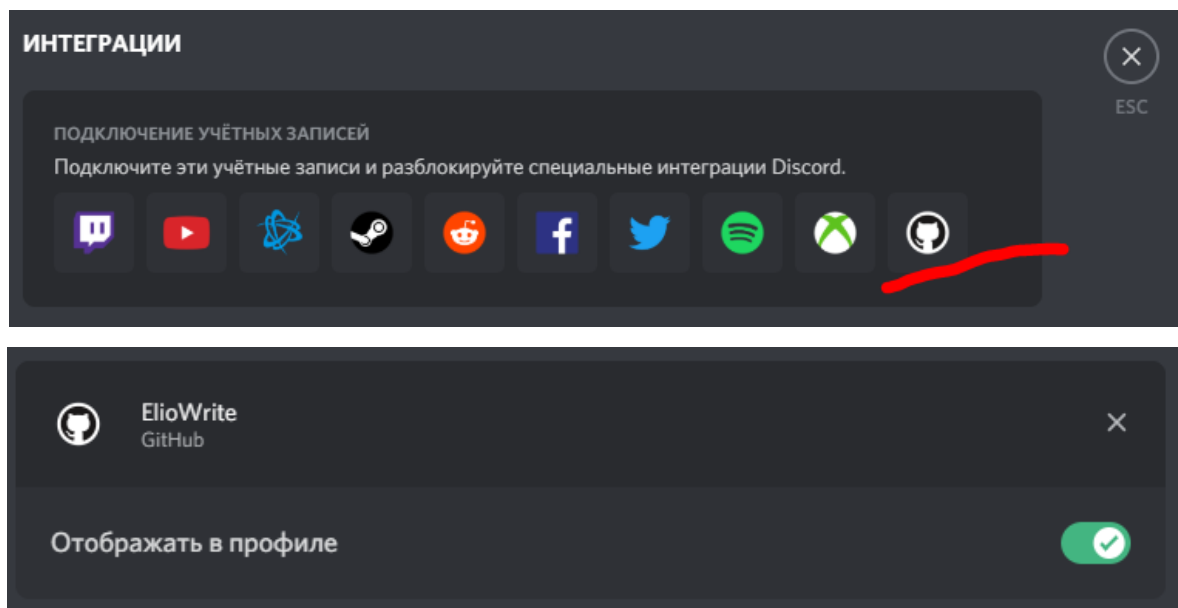 ИНТЕГРАЦИИ
ESC
ПОДКЛЮЧЕНИЕ УЧЁТНЫХ ЗАПИСЕЙ
Подключите эти учётные записи и разблокируйте специальные интеграции Discord.
ElioWrite
GitHub
Отображать в профиле